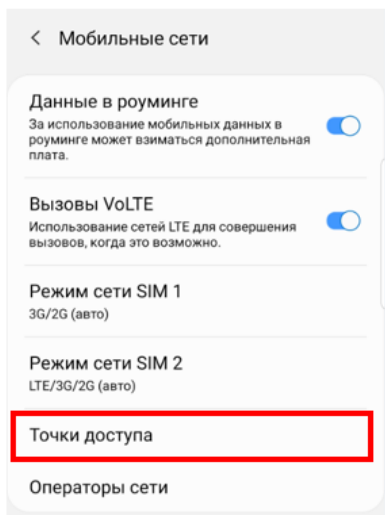 Мобильные сети
Данные в роуминге
За использование мобильных данных в
роуминге может взиматься дополнительная
плата.
Вызовы VoLTE
Использование сетей LTE для совершения
вызовов, когда это возможно.
Режим сети SIM 1
3G/2G (авто)
Режим сети SIM 2
LTE/3G/2G (авто)
Точки доступа
Операторы сети